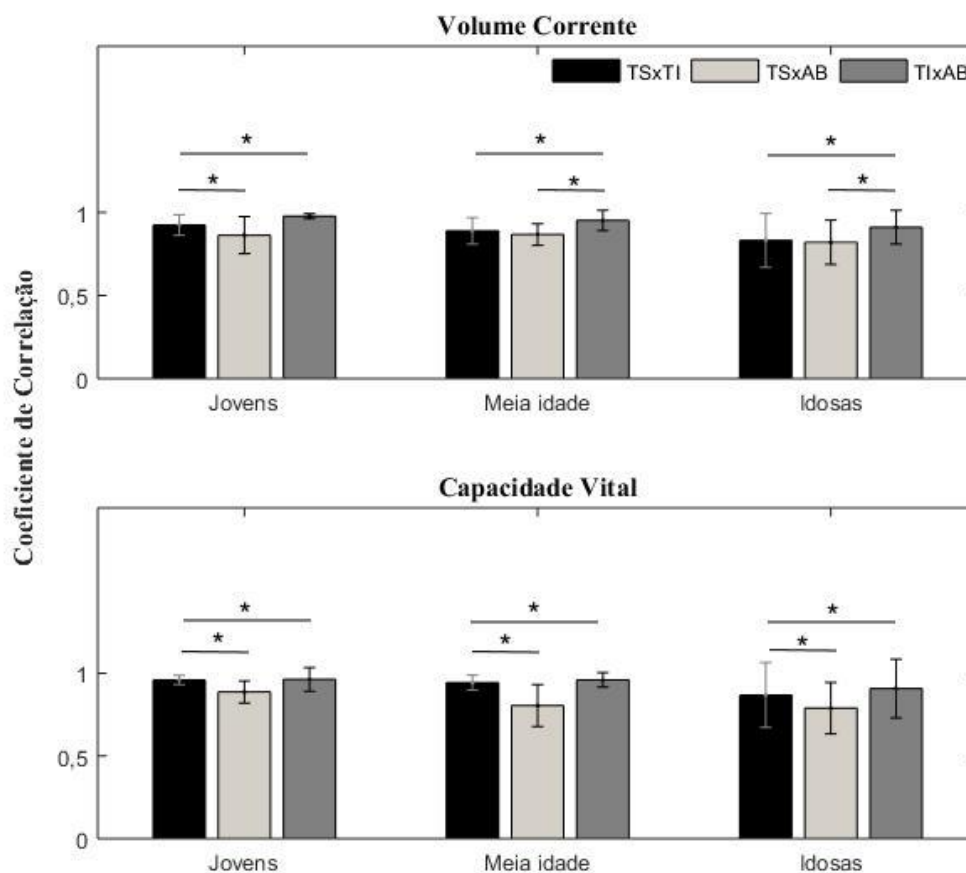 Volume Corrente
TSxTI TSxAB TIxAB
* * *
* * *
1
0,5
0
Jovens Meia idade Idosas
Coeficiente de Correlação
Capacidade Vital
* * *
* * *
1
0,5
0
Jovens Meia idade Idosas